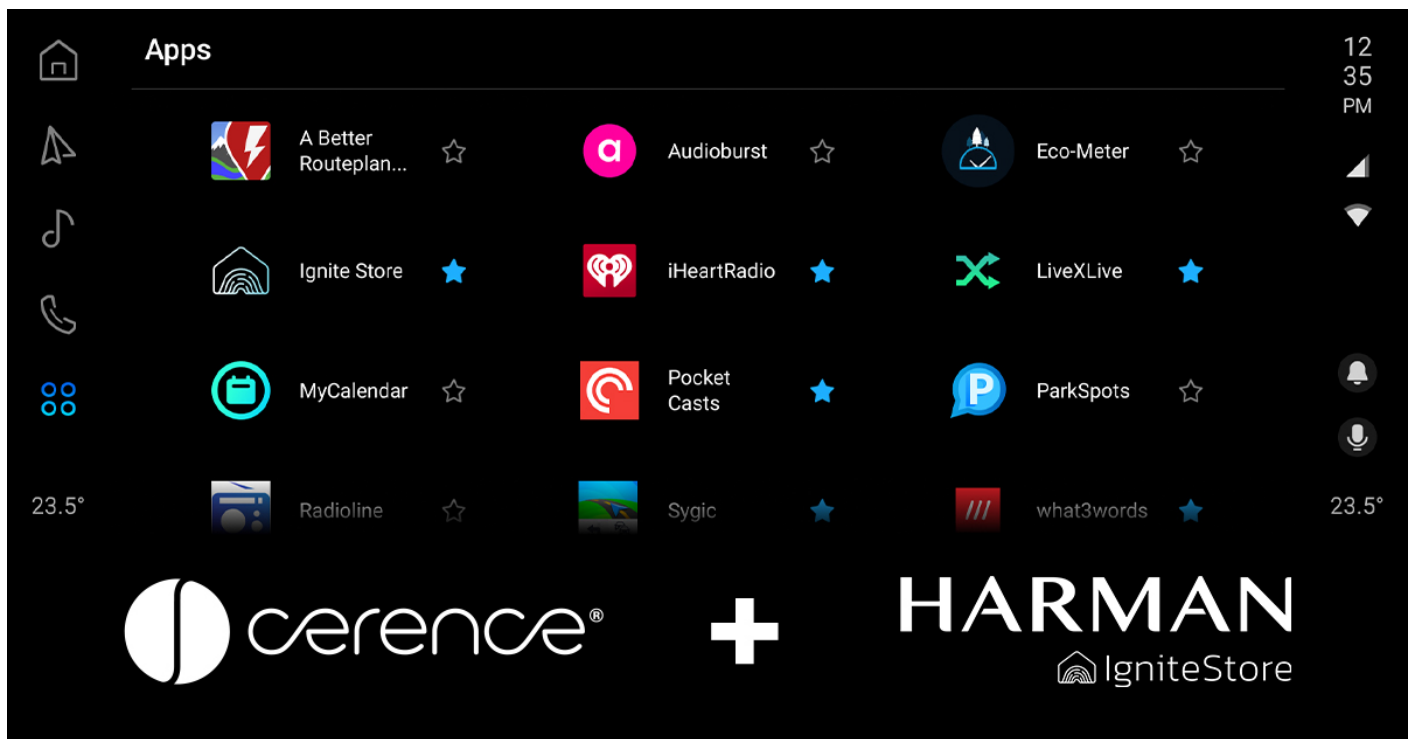 Apps
12
35
PM
A Better
Routeplan...
Audioburst
Eco-Meter
Ignite Store
iHeartRadio
LiveXLive
MyCalendar
Pocket
Casts
ParkSpots
23.5°
Radioline
Sygic
what3words
23.5°
cerence®
+
HARMAN
IgniteStore